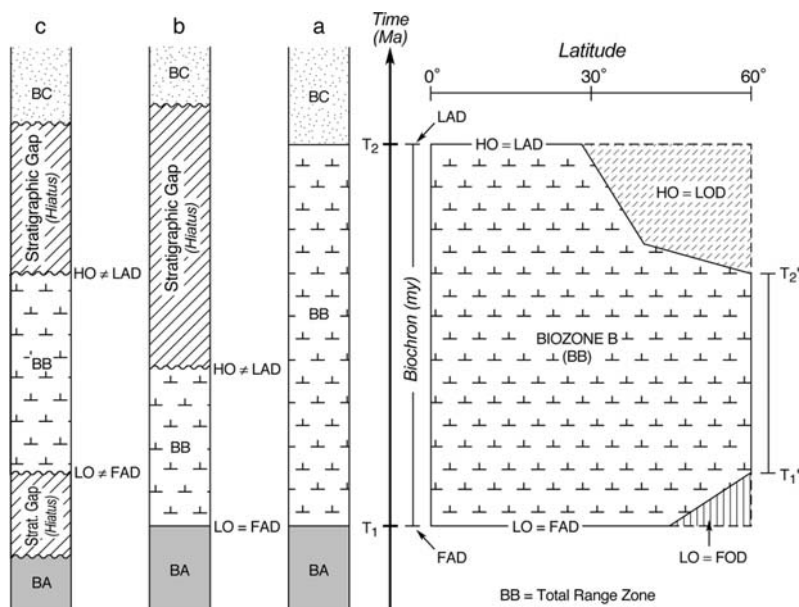 c
b
a
Time
(Ma)
Latitude
0°
30°
60°
BC
BC
BC
LAD
T2
HO = LAD
HO = LOD
Stratigraphic Gap
(Hiatus)
Stratigraphic Gap
(Hiatus)
HO ≠ LAD
T2'
BB
BB
BIOZONE B
(BB)
Biochron (my)
HO ≠ LAD
BB
LO ≠ FAD
T1'
Strat. Gap
(Hiatus)
LO = FAD
T1
LO = FAD
FAD
LO = FOD
BA
BA
BA
BB = Total Range Zone